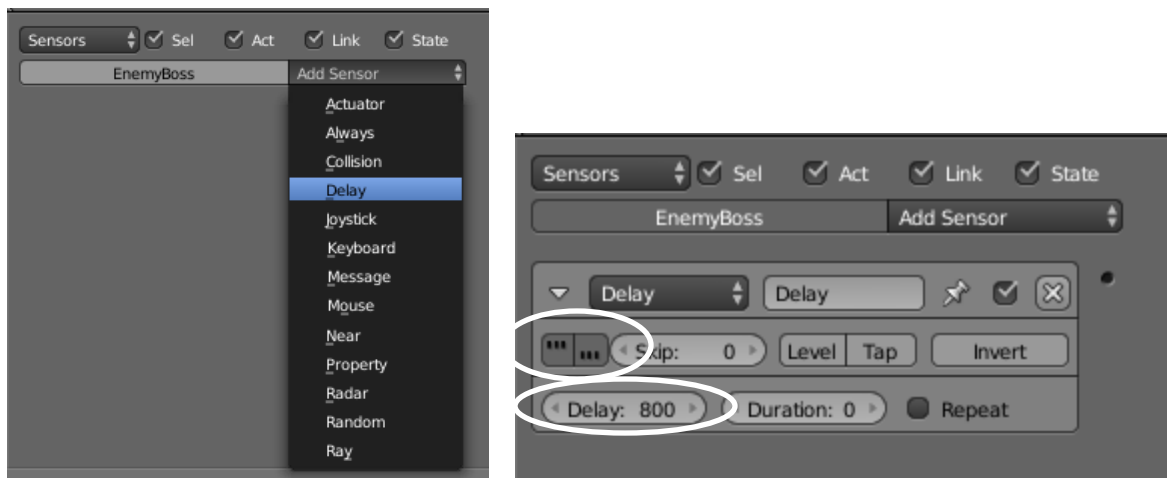 Sensors Sel Act Link State
EnemyBoss Add Sensor
Actuator
Always
Collision
Delay
Joystick
Keyboard
Message
Mouse
Near
Property
Radar
Random
Ray
Sensors Sel Act Link State
EnemyBoss Add Sensor
Delay Delay
Skip: 0 Level Tap Invert
Delay: 800 Duration: 0 Repeat